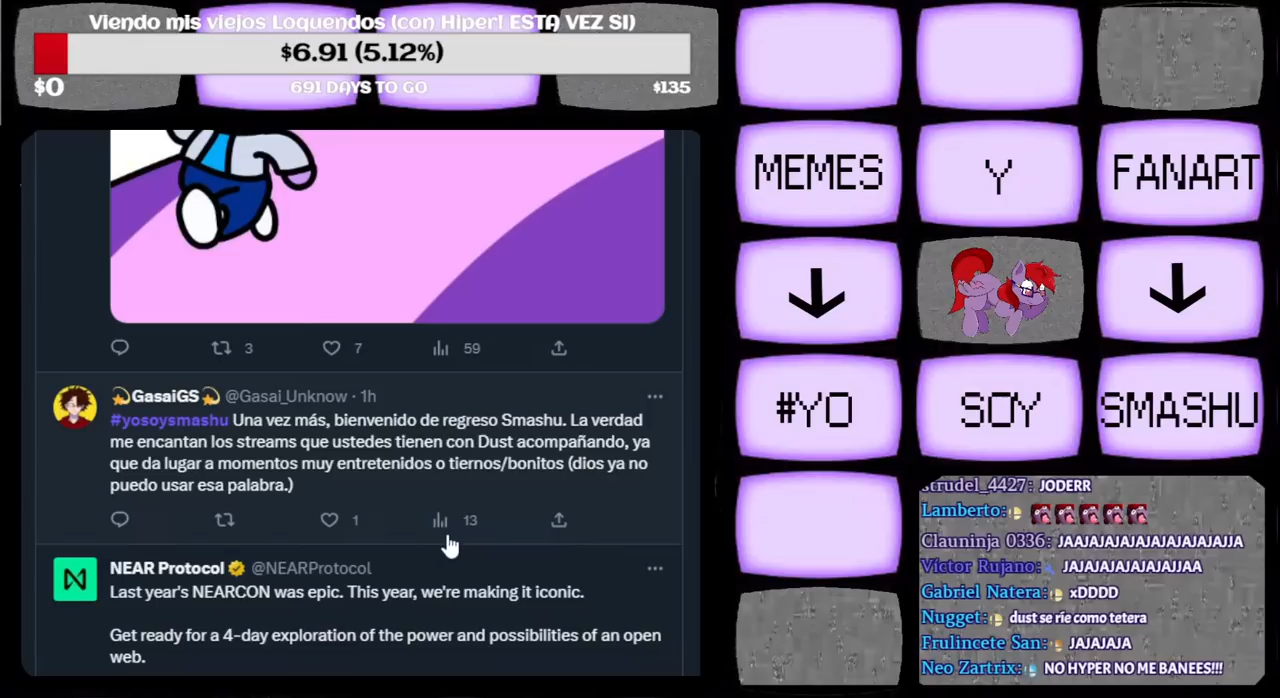 Viendo mis viejos Loquendos (con Hiper! ESTA VEZ SI)
$6.91 (5.12%)
$0
691 DAYS TO GO
$135
MEMES
Y
FANART
3
7
59
GasaiGS @Gasai_Unknow · 1h
#yosoysmashu Una vez más, bienvenido de regreso Smashu. La verdad
me encantan los streams que ustedes tienen con Dust acompañando, ya
que da lugar a momentos muy entretenidos o tiernos/bonitos (dios ya no
puedo usar esa palabra.)
1
13
NEAR Protocol @NEARProtocol
Last year's NEARCON was epic. This year, we're making it iconic.
Get ready for a 4-day exploration of the power and possibilities of an open
web.
#YO
SOY
SMASHU
strudel_4427: JODERR
Lamberto:
Clauninja 0336: JAAJAJAJAJAJAJAJAJAJJA
Victor Rujano: JAJAJAJAJAJAJJAA
Gabriel Natera: xDDDD
Nugget: dust se ríe como tetera
Frulincete San: JAJAJAJA
Neo Zartrix: NO HYPER NO ME BANEES!!!